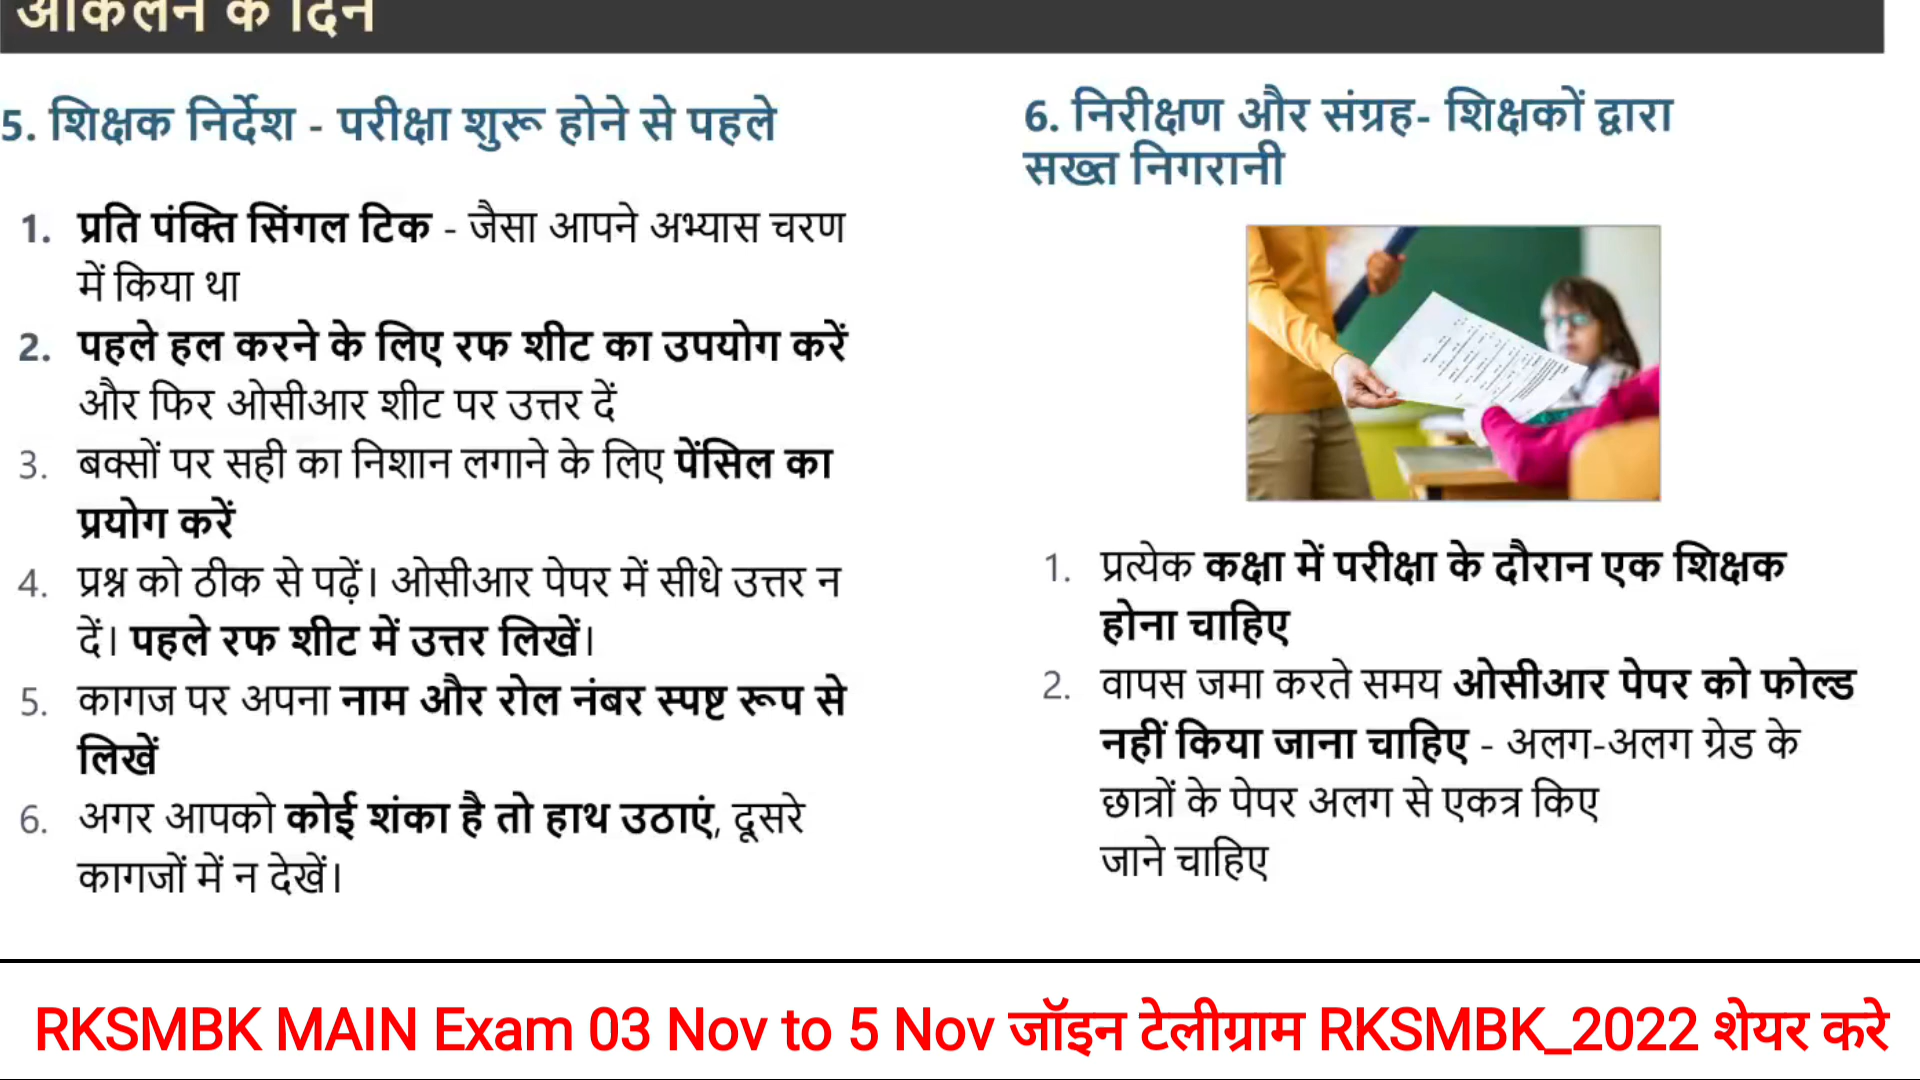 आकलन के दिन
5. शिक्षक निर्देश - परीक्षा शुरू होने से पहले
1. प्रति पंक्ति सिंगल टिक - जैसा आपने अभ्यास चरण
में किया था
2. पहले हल करने के लिए रफ शीट का उपयोग करें
और फिर ओसीआर शीट पर उत्तर दें
3. बक्सों पर सही का निशान लगाने के लिए पेंसिल का
प्रयोग करें
4. प्रश्न को ठीक से पढ़ें। ओसीआर पेपर में सीधे उत्तर न
दें। पहले रफ शीट में उत्तर लिखें।
5. कागज पर अपना नाम और रोल नंबर स्पष्ट रूप से
लिखें
6. अगर आपको कोई शंका है तो हाथ उठाएं, दूसरे
कागजों में न देखें।
6. निरीक्षण और संग्रह- शिक्षकों द्वारा
सख्त निगरानी
1. प्रत्येक कक्षा में परीक्षा के दौरान एक शिक्षक
होना चाहिए
2. वापस जमा करते समय ओसीआर पेपर को फोल्ड
नहीं किया जाना चाहिए - अलग-अलग ग्रेड के
छात्रों के पेपर अलग से एकत्र किए
जाने चाहिए
RKSMBK MAIN Exam 03 Nov to 5 Nov जॉइन टेलीग्राम RKSMBK_2022 शेयर करे